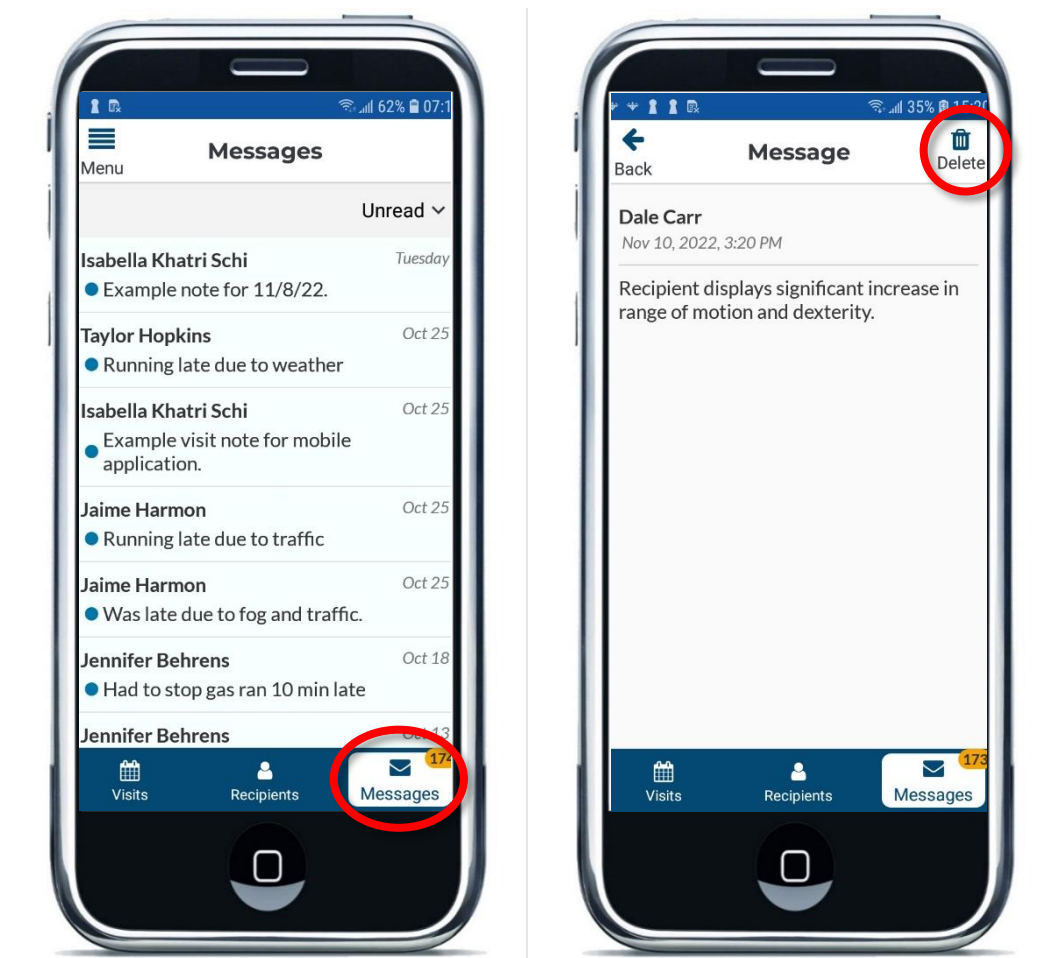 62% 07:1
Menu
Messages
Unread
Isabella Khatri Schi Tuesday
Example note for 11/8/22.
Taylor Hopkins Oct 25
Running late due to weather
Isabella Khatri Schi Oct 25
Example visit note for mobile
application.
Jaime Harmon Oct 25
Running late due to traffic
Jaime Harmon Oct 25
Was late due to fog and traffic.
Jennifer Behrens Oct 18
Had to stop gas ran 10 min late
Jennifer Behrens Oct 13
174
Visits Recipients Messages
35% 15:20
Back
Message
Delete
Dale Carr
Nov 10, 2022, 3:20 PM
Recipient displays significant increase in
range of motion and dexterity.
173
Visits Recipients Messages